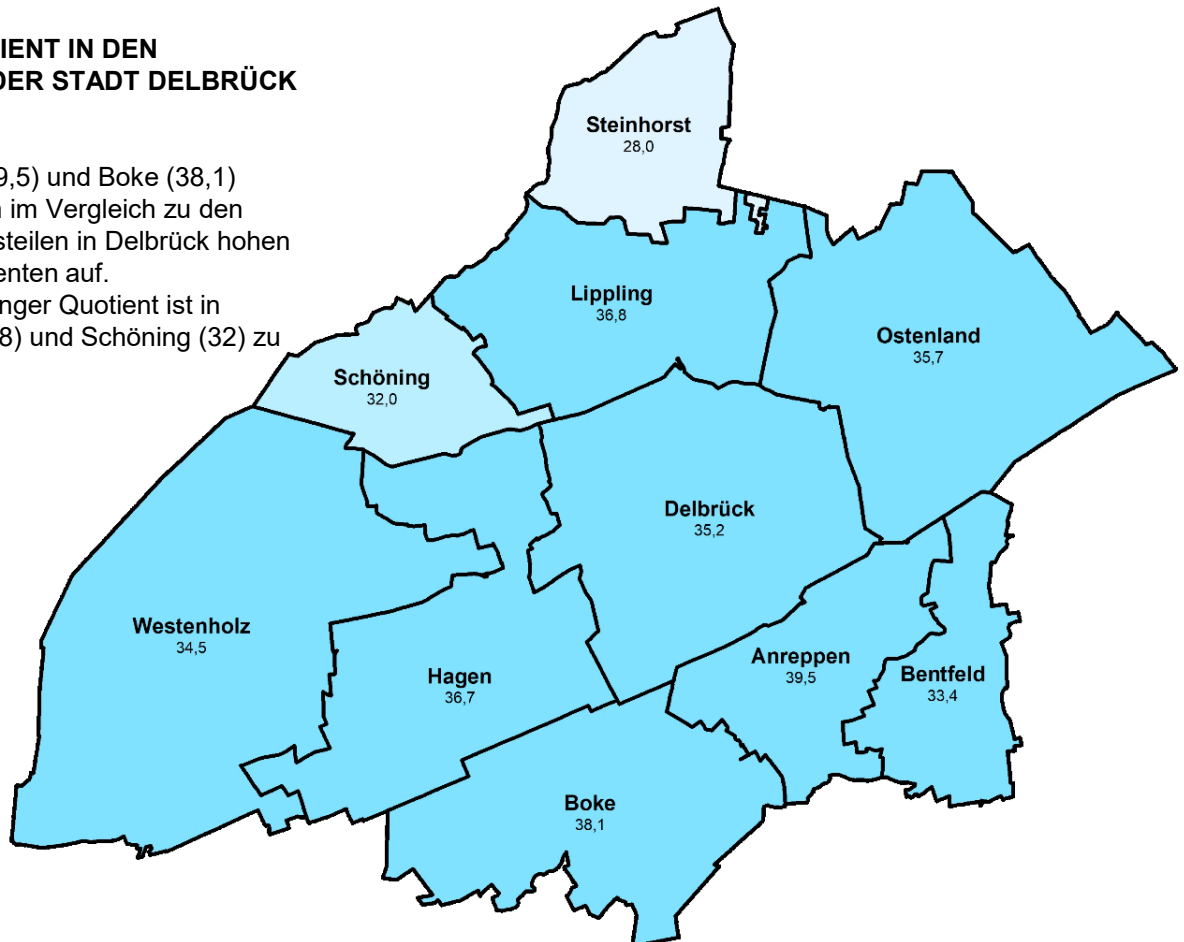 IENT IN DEN
DER STADT DELBRÜCK
9,5) und Boke (38,1)
n im Vergleich zu den
steilen in Delbrück hohen
enten auf.
nger Quotient ist in
8) und Schöning (32) zu
Steinhorst
28,0
Lippling
36,8
Ostenland
35,7
Schöning
32,0
Delbrück
35,2
Westenholz
34,5
Hagen
36,7
Anreppen
39,5
Bentfeld
33,4
Boke
38,1